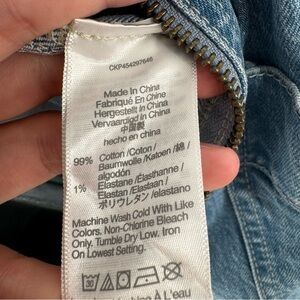 CKP454297646
Made in China
Fabriqué En Chine
Hergestellt in China
Vervaardigd in China
中国製
hecho en china
99% Cotton /Coton/
Baumwolle /Katoen / 綿 /
algodón
1% Elastane /Elasthanne/
Elastan /Elastaan /
ポリウレタン /elastano
Machine Wash Cold With Like
Colors. Non-Chlorine Bleach
Only. Tumble Dry Low. Iron
On Lowest Setting.
30
A L'eau